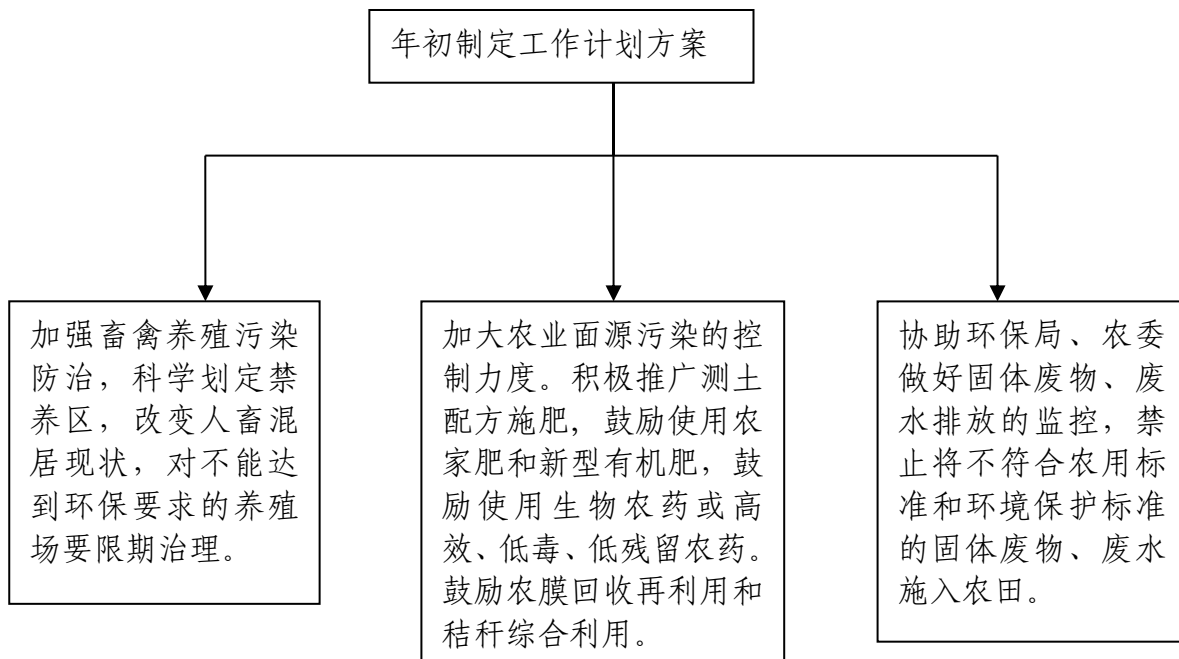 年初制定工作计划方案
加强畜禽养殖污染
防治，科学划定禁
养区，改变人畜混
居现状，对不能达
到环保要求的养殖
场要限期治理。
加大农业面源污染的控
制力度。积极推广测土
配方施肥，鼓励使用农
家肥和新型有机肥，鼓
励使用生物农药或高
效、低毒、低残留农药。
鼓励农膜回收再利用和
秸秆综合利用。
协助环保局、农委
做好固体废物、废
水排放的监控，禁
止将不符合农用标
准和环境保护标准
的固体废物、废水
施入农田。